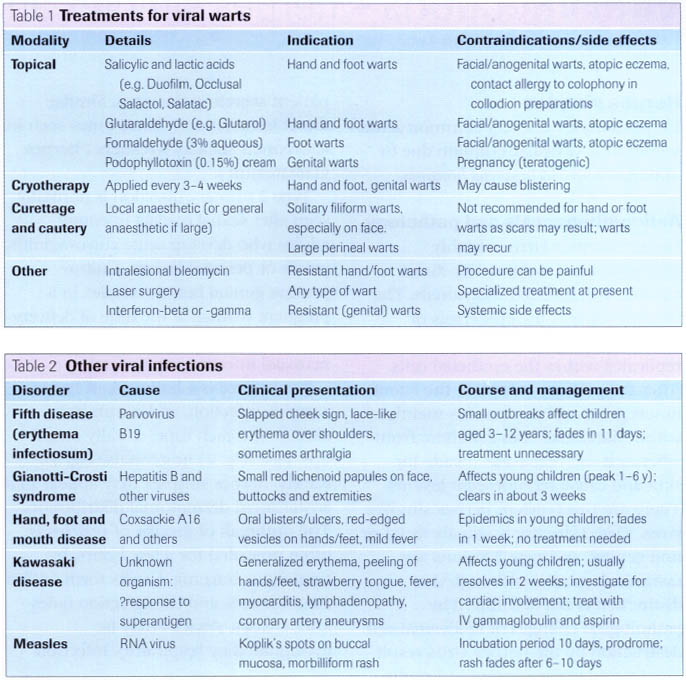 Table 1 Treatments for viral warts
Modality Details Indication Contraindications/side effects
Topical Salicylic and lactic acids Hand and foot warts Facial/anogenital warts, atopic eczema,
(e.g. Duofilm, Occlusal contact allergy to colophony in
Salactol, Salatac) collodion preparations
Glutaraldehyde (e.g. Glutarol) Hand and foot warts Facial/anogenital warts, atopic eczema
Formaldehyde (3% aqueous) Foot warts Facial/anogenital warts, atopic eczema
Podophyllotoxin (0.15%) cream Genital warts Pregnancy (teratogenic)
Cryotherapy Applied every 3–4 weeks Hand and foot, genital warts May cause blistering
Curettage Local anaesthetic (or general Solitary filiform warts, Not recommended for hand or foot
and cautery anaesthetic if large) especially on face. warts as scars may result; warts
Large perineal warts may recur
Other Intralesional bleomycin Resistant hand/foot warts Procedure can be painful
Laser surgery Any type of wart Specialized treatment at present
Interferon-beta or -gamma Resistant (genital) warts Systemic side effects
Table 2 Other viral infections
Disorder Cause Clinical presentation Course and management
Fifth disease Parvovirus Slapped cheek sign, lace-like Small outbreaks affect children
(erythema B19 erythema over shoulders, aged 3–12 years; fades in 11 days;
infectiosum) sometimes arthralgia treatment unnecessary
Gianotti-Crosti Hepatitis B and Small red lichenoid papules on face, Affects young children (peak 1–6 y);
syndrome other viruses buttocks and extremities clears in about 3 weeks
Hand, foot and Coxsackie A16 Oral blisters/ulcers, red-edged Epidemics in young children; fades
mouth disease and others vesicles on hands/feet, mild fever in 1 week; no treatment needed
Kawasaki Unknown Generalized erythema, peeling of Affects young children; usually
disease organism: hands/feet, strawberry tongue, fever, resolves in 2 weeks; investigate for
?response to myocarditis, lymphadenopathy, cardiac involvement; treat with
superantigen coronary artery aneurysms IV gammaglobulin and aspirin
Measles RNA virus Koplik's spots on buccal Incubation period 10 days, prodrome;
mucosa, morbilliform rash rash fades after 6–10 days